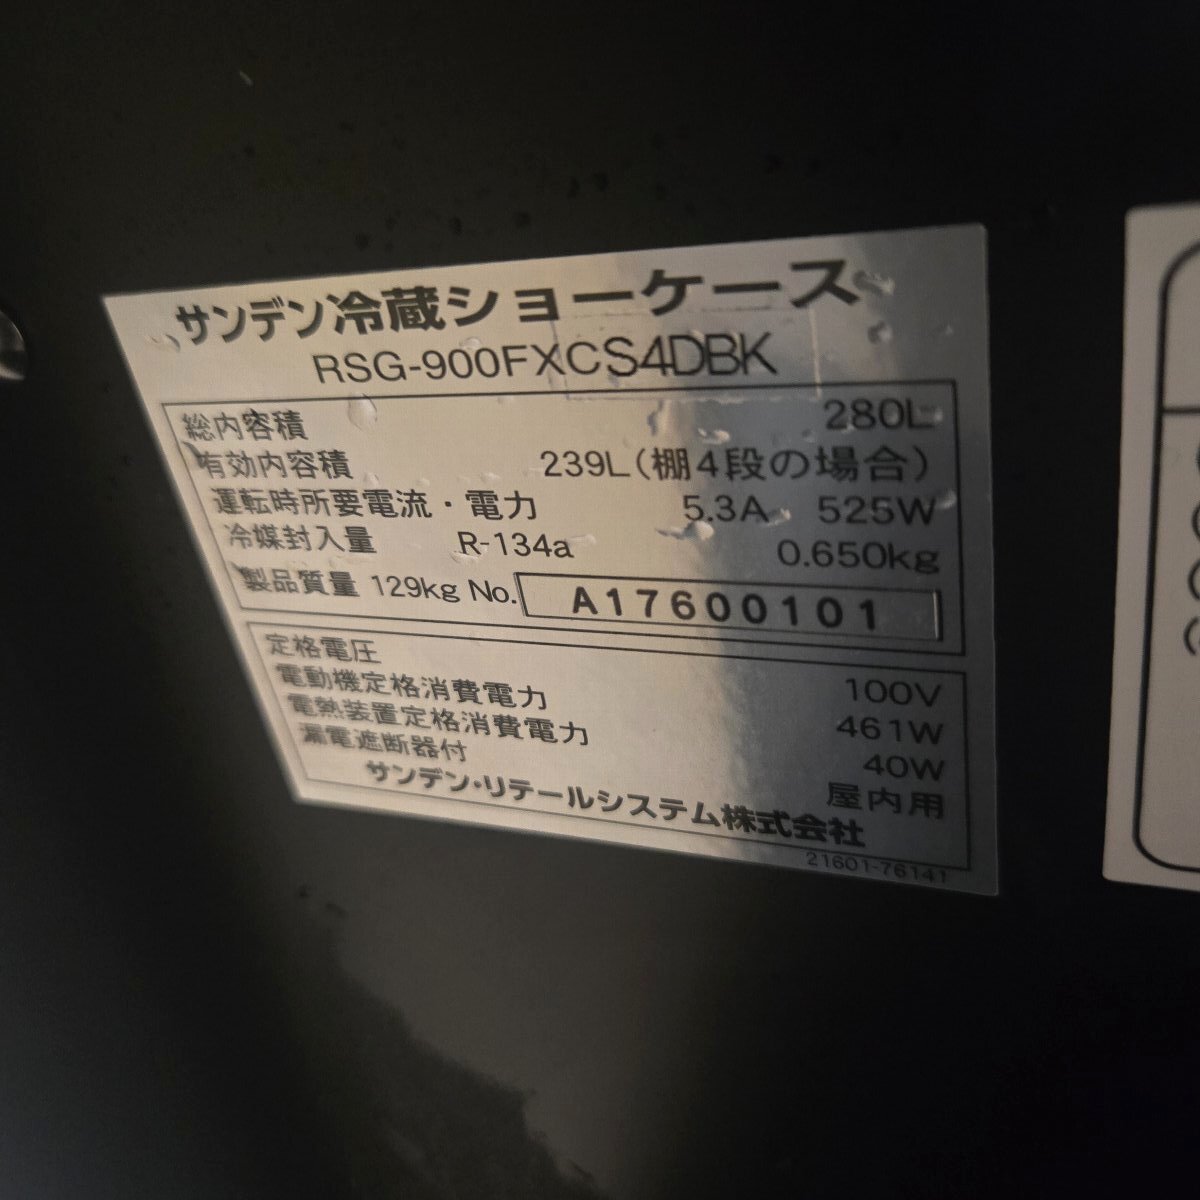 サンデン冷蔵ショーケース
RSG-900FXCS4DBK
総内容積 280L
有効内容積 239L(棚4段の場合)
運転時所要電流・電力 5.3A 525W
冷媒封入量 R-134a 0.650kg
製品質量 129kg No. A17600101
定格電圧 100V
電動機定格消費電力 461W
電熱装置定格消費電力 40W
漏電遮断器付 屋内用
サンデン・リテールシステム株式会社
21601-76141